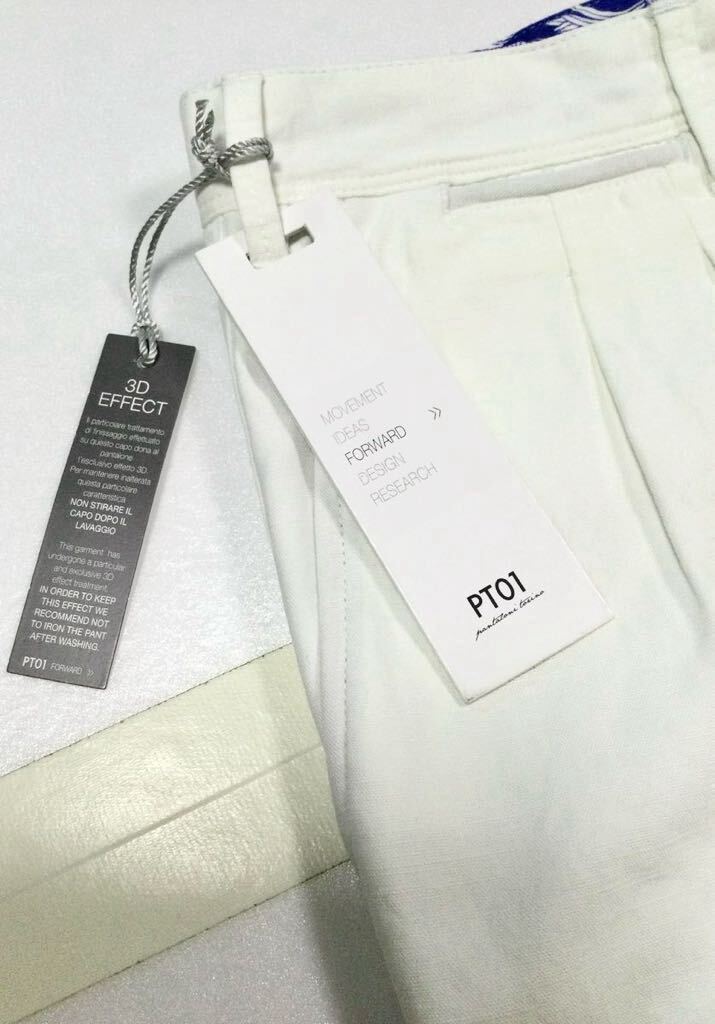 3D
EFFECT
Il particolare trattamento
di finissaggio effettuato
su questo capo dona al
pantalone
l'esclusivo effetto 3D.
Per mantenere inalterata
questa particolare
caratteristica
NON STIRARE IL
CAPO DOPO IL
LAVAGGIO
This garment has
undergone a particular
and exclusive 3D
effect treatment.
IN ORDER TO KEEP
THIS EFFECT WE
RECOMMEND NOT
TO IRON THE PANT
AFTER WASHING.
PT01 FORWARD »
MOVEMENT
IDEAS
FORWARD »
DESIGN
RESEARCH
PT01
pantaloni torino